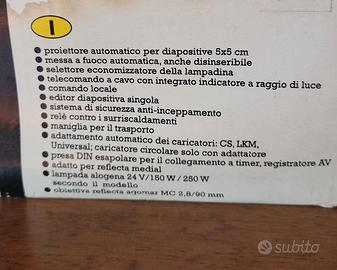 I
● proiettore automatico per diapositive 5x5 cm
● messa a fuoco automatica, anche disinseribile
● selettore economizzatore della lampadina
● telecomando a cavo con integrato indicatore a raggio di luce
● comando locale
● editor diapositiva singola
● sistema di sicurezza anti-inceppamento
● relé contro i surriscaldamenti
● maniglia per il trasporto
● adattamento automatico dei caricatori: CS, LKM,
Universal; caricatore circolare solo con adattatore
● presa DIN esapolare per il collegamento a timer, registratore AV
● adatto per reflecta medial
● lampada alogena 24 V/150 W / 250 W
secondo il modello
● obiettiva reflecta agomar MC 2,8/90 mm
subito